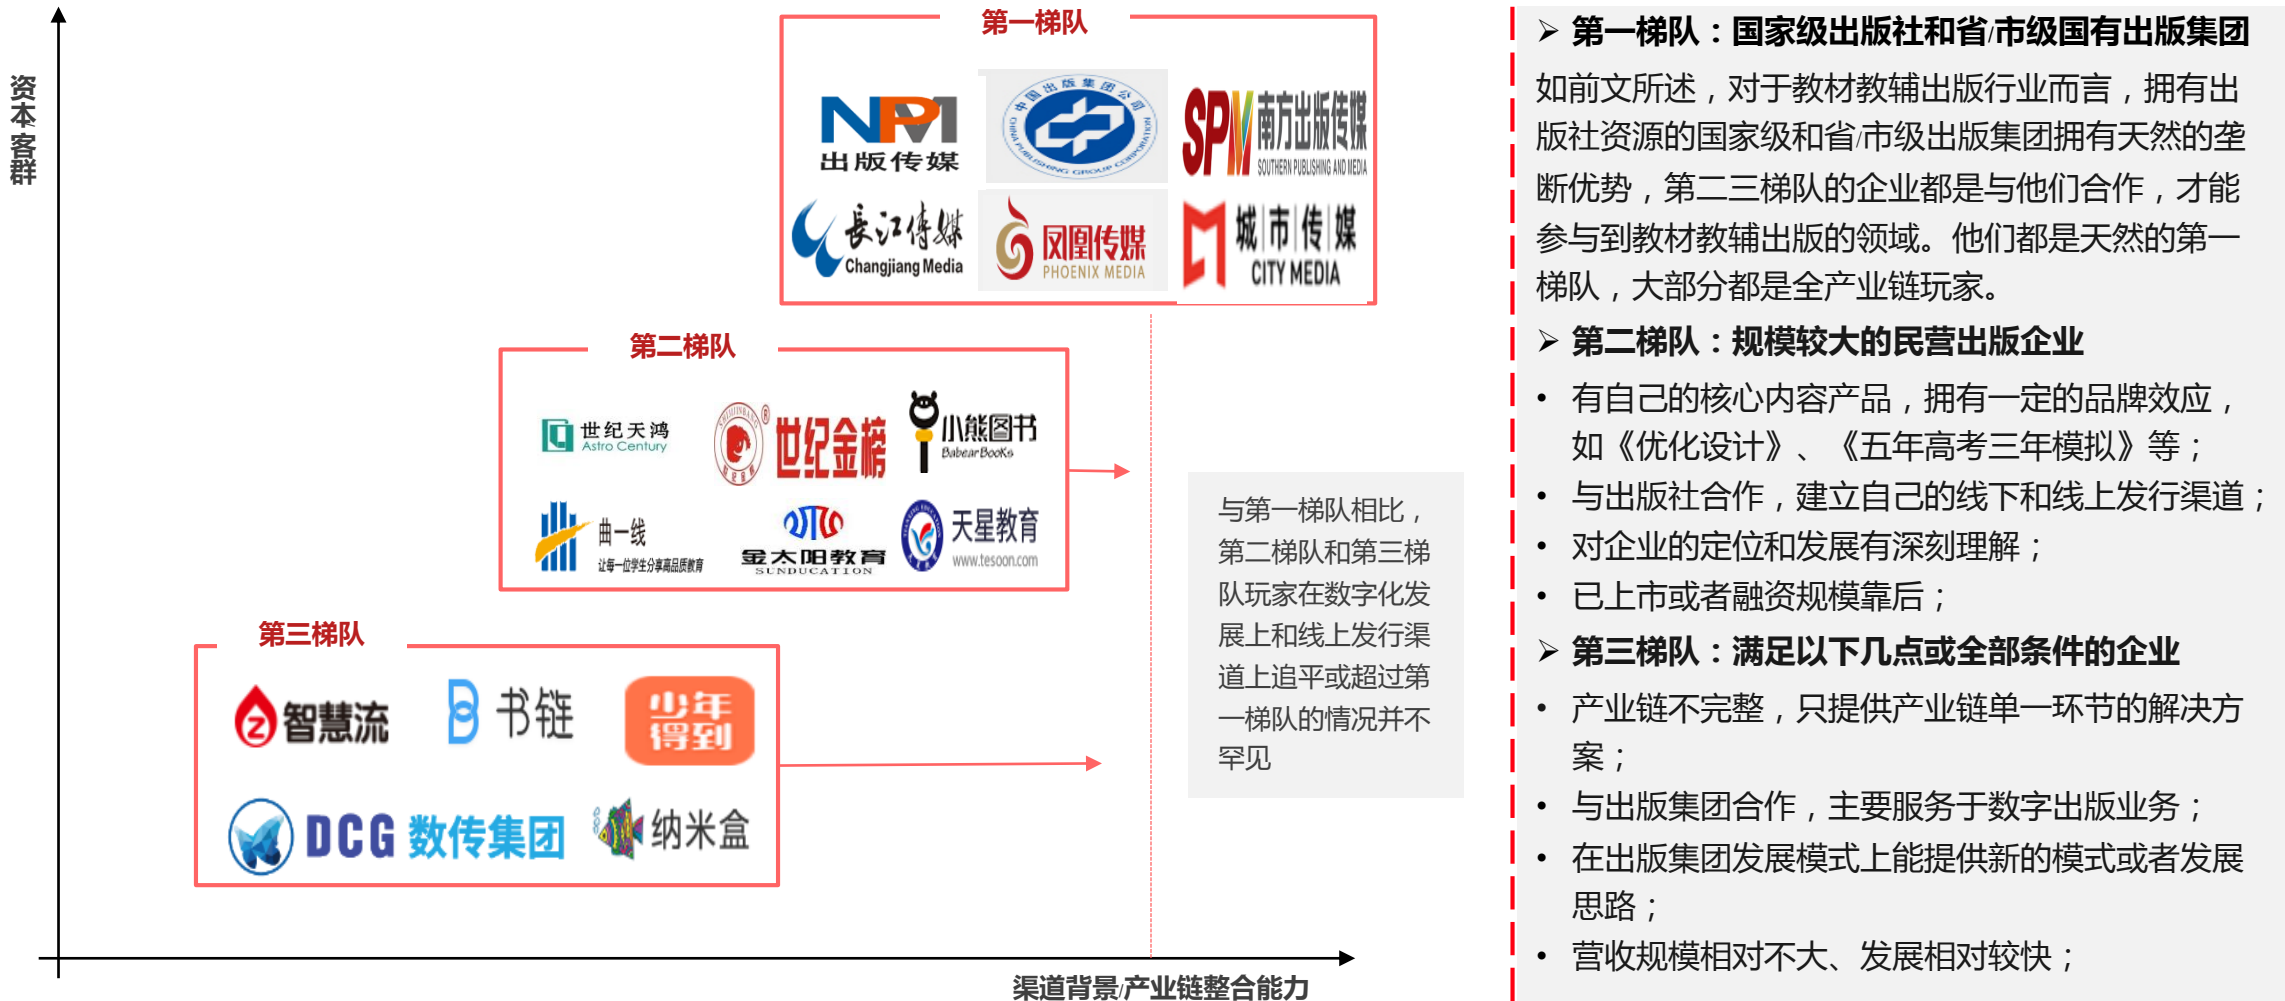 资本/客群
第一梯队
NPM
出版传媒
中国出版集团公司
CHINA PUBLISHING GROUP CORPORATION
SPM 南方出版传媒
SOUTHERN PUBLISHING AND MEDIA
長江傳媒
Changjiang Media
凤凰传媒
PHOENIX MEDIA
城市传媒
CITY MEDIA
第二梯队
世纪天鸿
Astro Century
世纪金榜
®
小熊图书
BabearBooks
曲一线
让每一位学生分享高品质教育
金太阳教育
SUNDUCATION
天星教育
www.tesoon.com
第三梯队
智慧流
书链
少年
得到
DCG 数传集团
纳米盒
与第一梯队相比，
第二梯队和第三梯
队玩家在数字化发
展上和线上发行渠
道上追平或超过第
一梯队的情况并不
罕见
渠道背景/产业链整合能力
➢ 第一梯队：国家级出版社和省/市级国有出版集团
如前文所述，对于教材教辅出版行业而言，拥有出
版社资源的国家级和省/市级出版集团拥有天然的垄
断优势，第二三梯队的企业都是与他们合作，才能
参与到教材教辅出版的领域。他们都是天然的第一
梯队，大部分都是全产业链玩家。
➢ 第二梯队：规模较大的民营出版企业
• 有自己的核心内容产品，拥有一定的品牌效应，
如《优化设计》、《五年高考三年模拟》等；
• 与出版社合作，建立自己的线下和线上发行渠道；
• 对企业的定位和发展有深刻理解；
• 已上市或者融资规模靠后；
➢ 第三梯队：满足以下几点或全部条件的企业
• 产业链不完整，只提供产业链单一环节的解决方
案；
• 与出版集团合作，主要服务于数字出版业务；
• 在出版集团发展模式上能提供新的模式或者发展
思路；
• 营收规模相对不大、发展相对较快；